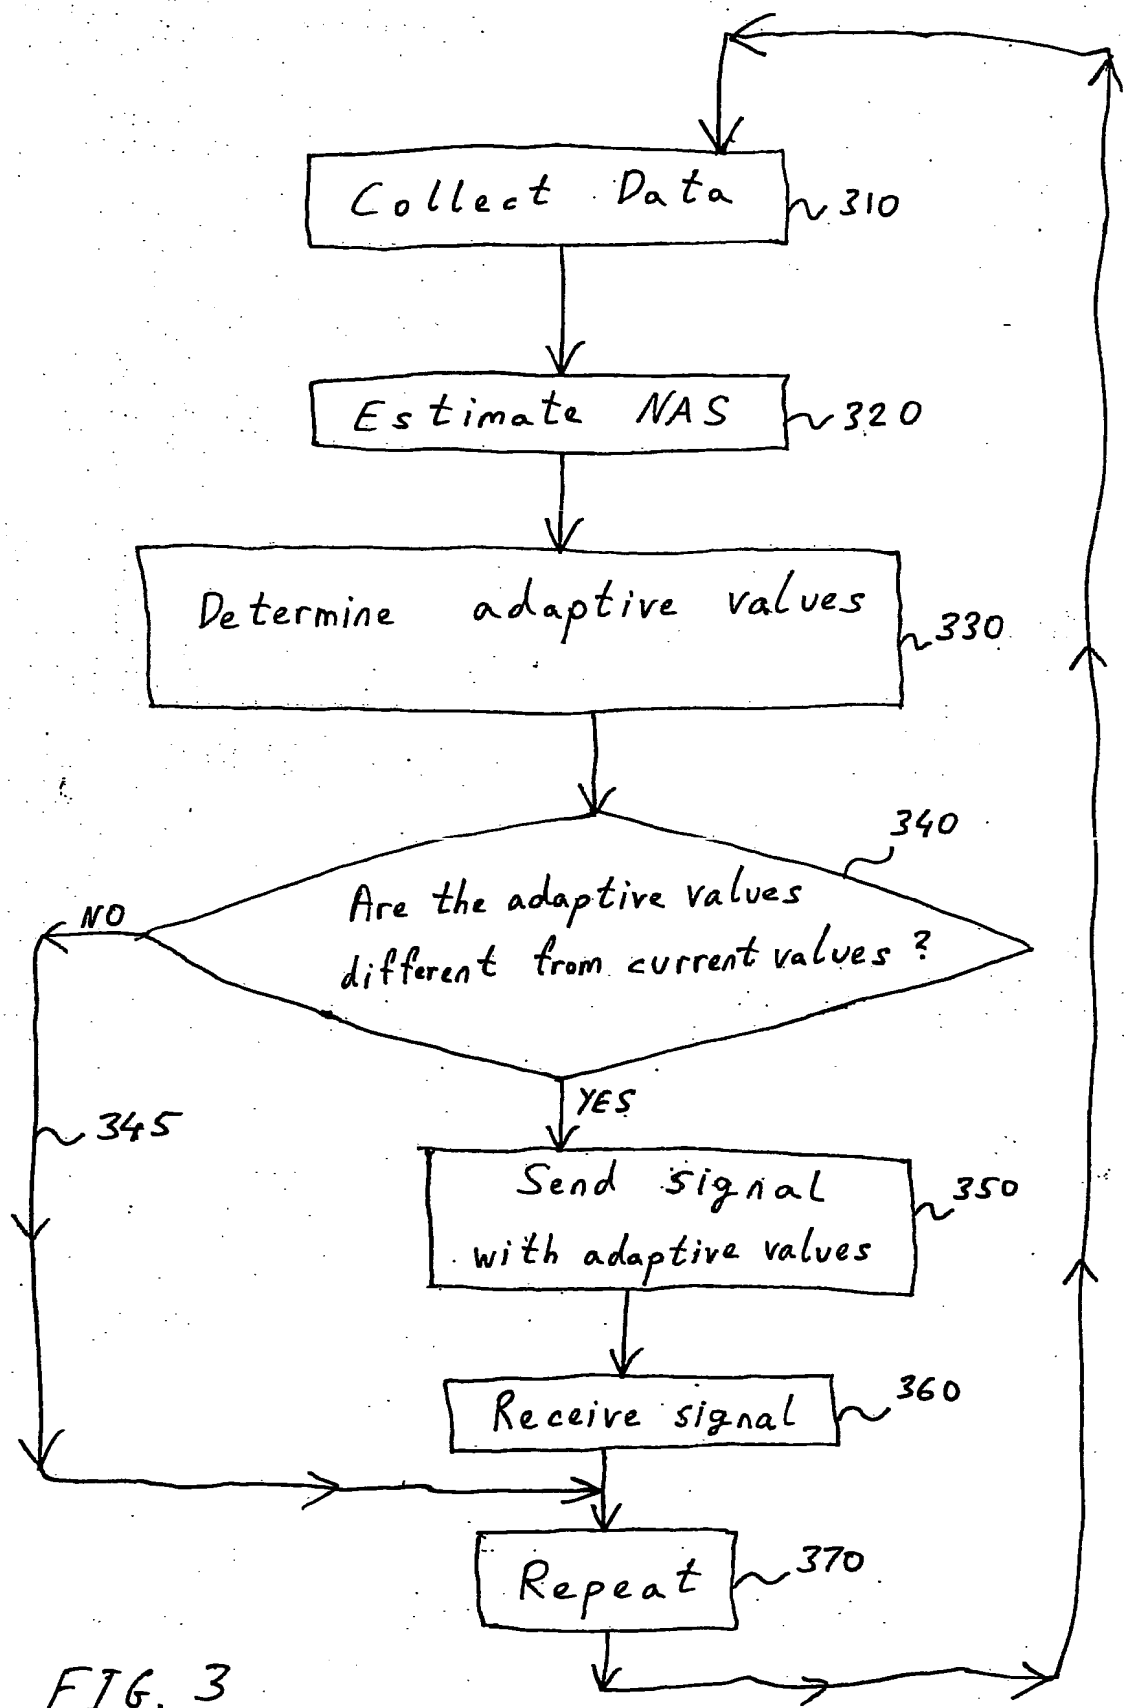 Collect Data
310
Estimate NAS
320
Determine adaptive values
330
340
Are the adaptive values
different from current values ?
NO
YES
345
Send signal
with adaptive values
350
Receive signal
360
Repeat
370
FIG. 3